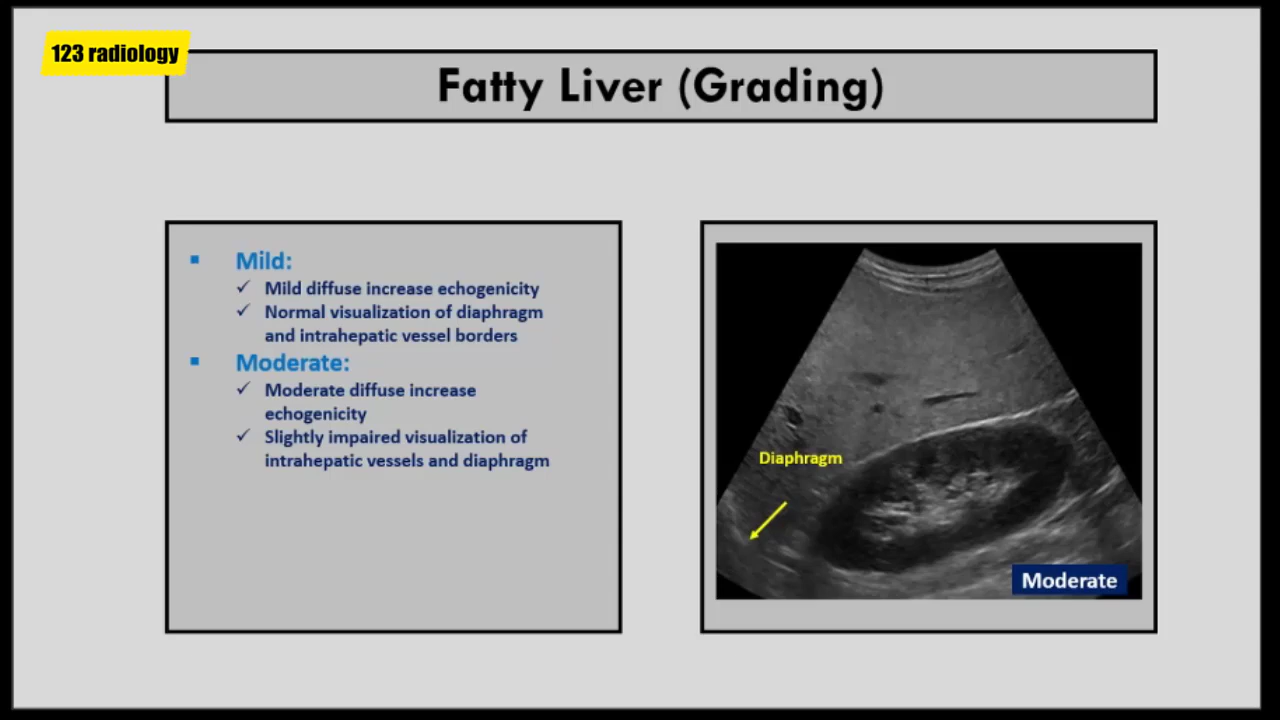 123 radiology
Fatty Liver (Grading)
▪ Mild:
✓ Mild diffuse increase echogenicity
✓ Normal visualization of diaphragm
and intrahepatic vessel borders
▪ Moderate:
✓ Moderate diffuse increase
echogenicity
✓ Slightly impaired visualization of
intrahepatic vessels and diaphragm
Diaphragm
Moderate